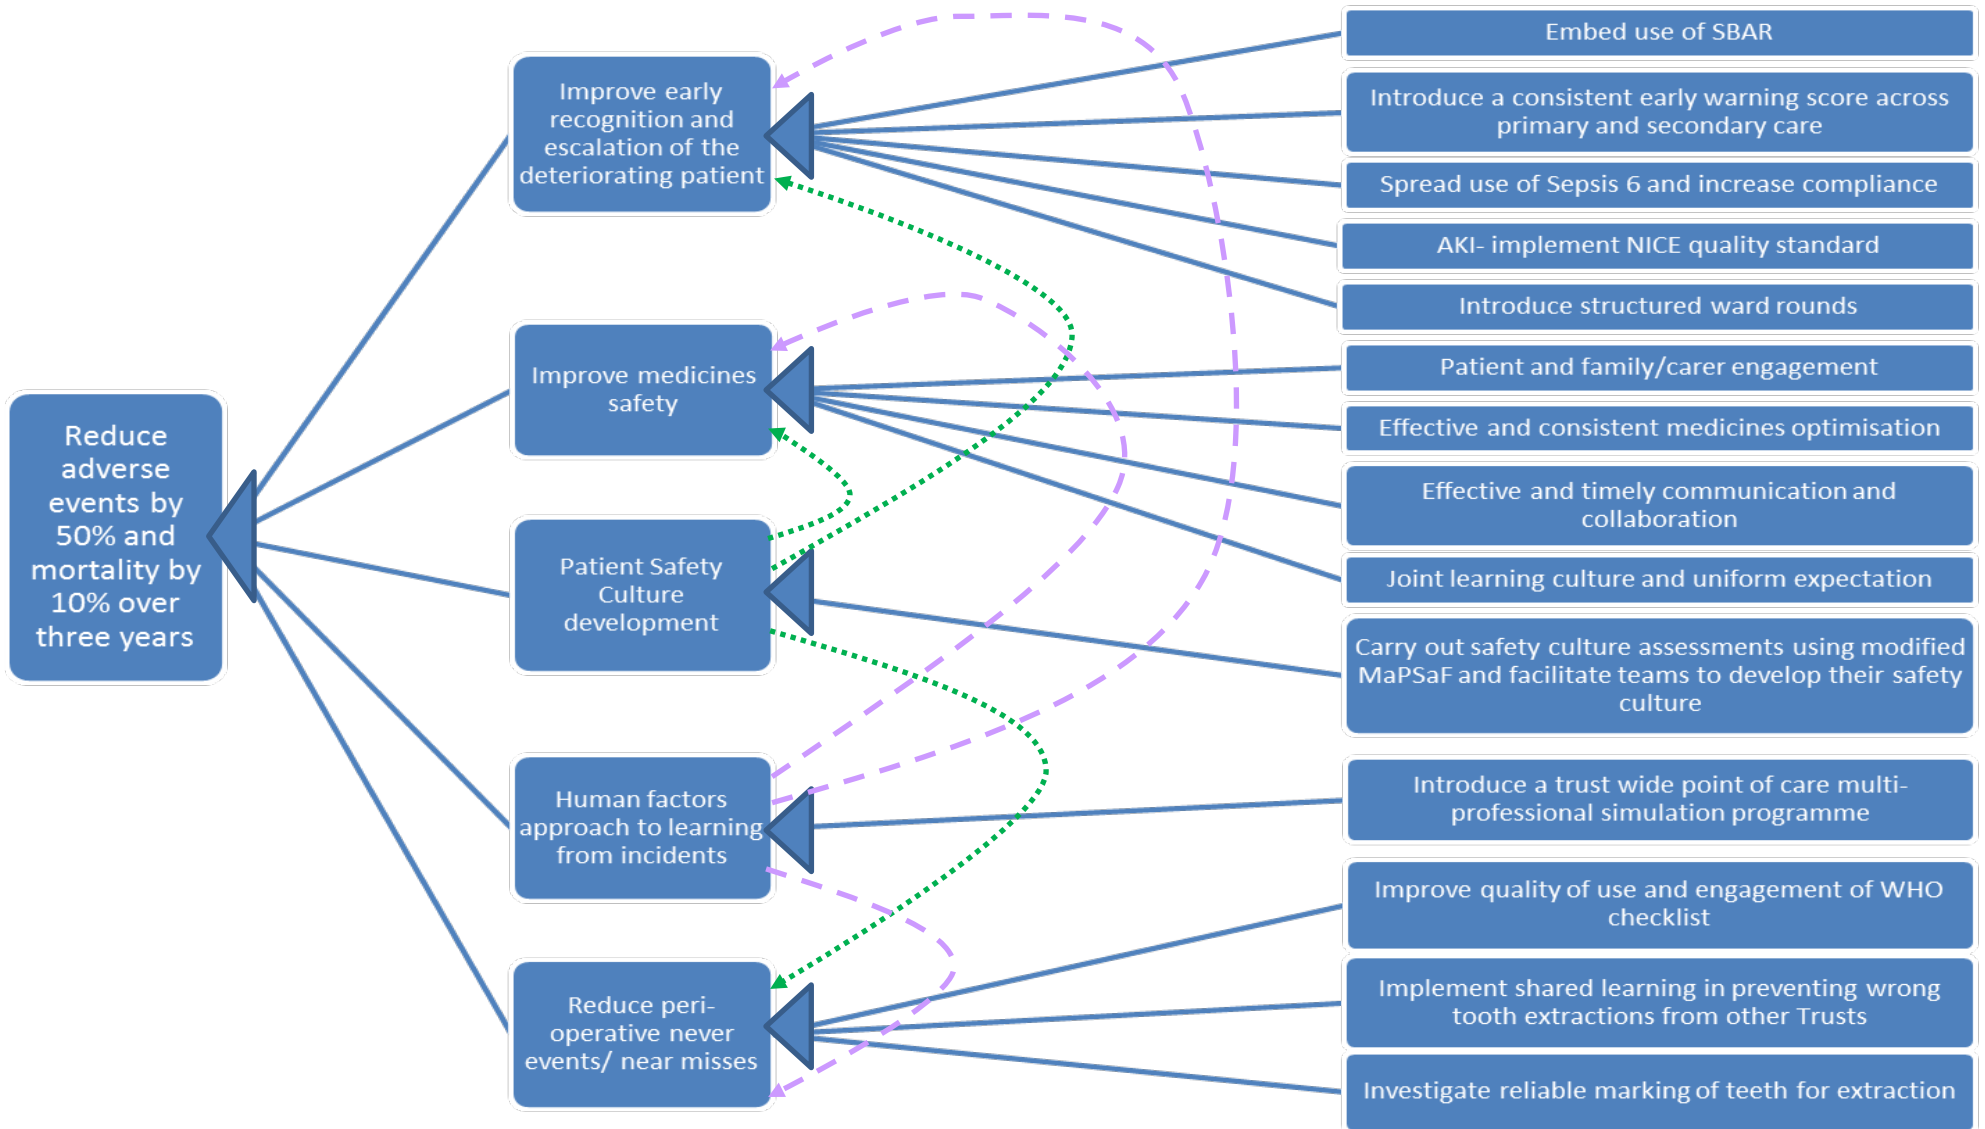 Reduce
adverse
events by
50% and
mortality by
10% over
three years
Improve early
recognition and
escalation of the
deteriorating patient
Improve medicines
safety
Patient Safety
Culture
development
Human factors
approach to learning
from incidents
Reduce peri-
operative never
events/ near misses
Embed use of SBAR
Introduce a consistent early warning score across
primary and secondary care
Spread use of Sepsis 6 and increase compliance
AKI- implement NICE quality standard
Introduce structured ward rounds
Patient and family/carer engagement
Effective and consistent medicines optimisation
Effective and timely communication and
collaboration
Joint learning culture and uniform expectation
Carry out safety culture assessments using modified
MaPSaF and facilitate teams to develop their safety
culture
Introduce a trust wide point of care multi-
professional simulation programme
Improve quality of use and engagement of WHO
checklist
Implement shared learning in preventing wrong
tooth extractions from other Trusts
Investigate reliable marking of teeth for extraction